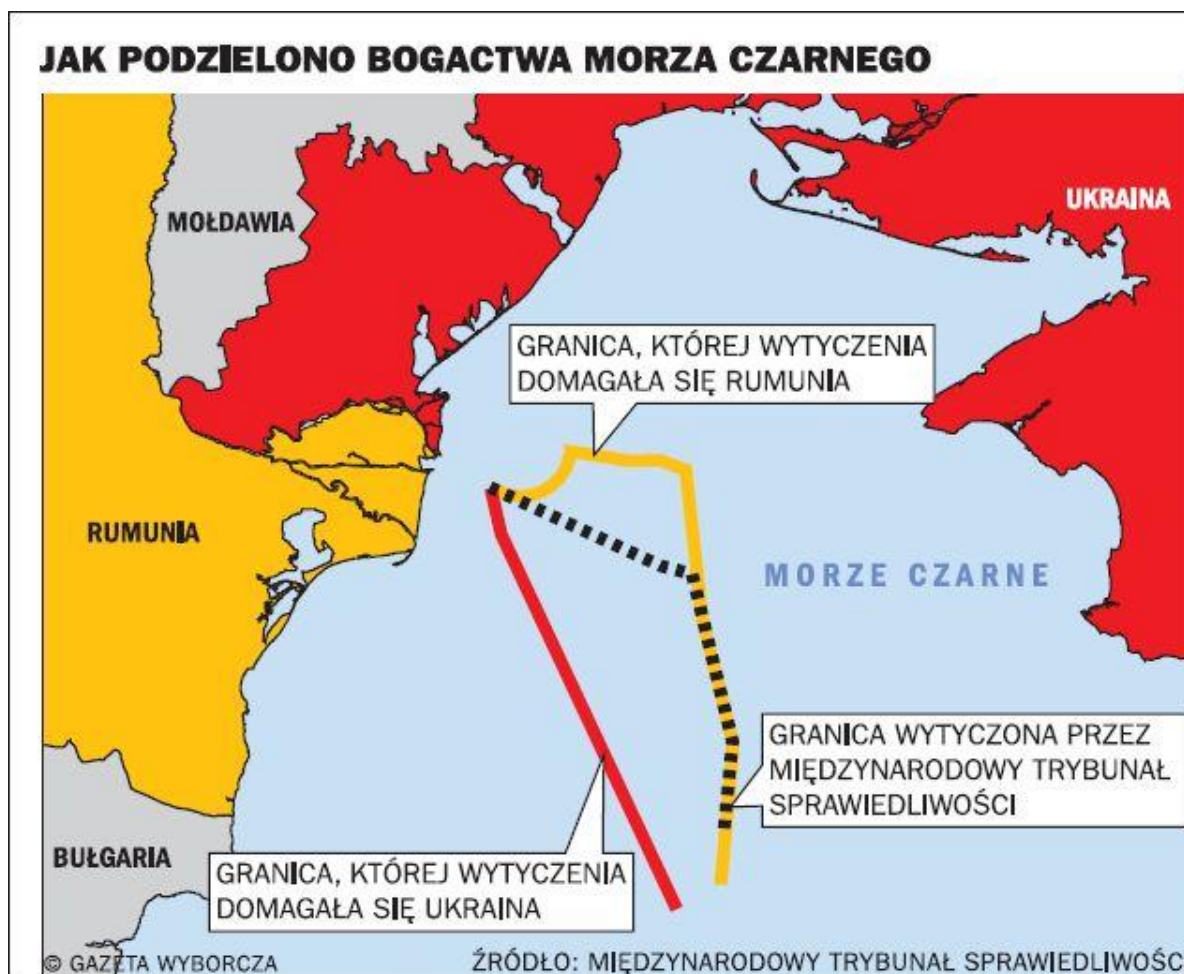 JAK PODZIELONO BOGACTWA MORZA CZARNEGO
MOŁDAWIA
UKRAINA
GRANICA, KTÓREJ WYTYCZENIA
DOMAGAŁA SIĘ RUMUNIA
RUMUNIA
MORZE CZARNE
GRANICA WYTYCZONA PRZEZ
MIĘDZYNARODOWY TRYBUNAŁ
SPRAWIEDLIWOŚCI
BUŁGARIA
GRANICA, KTÓREJ WYTYCZENIA
DOMAGAŁA SIĘ UKRAINA
© GAZETA WYBORCZA
ŹRÓDŁO: MIĘDZYNARODOWY TRYBUNAŁ SPRAWIEDLIWOŚC